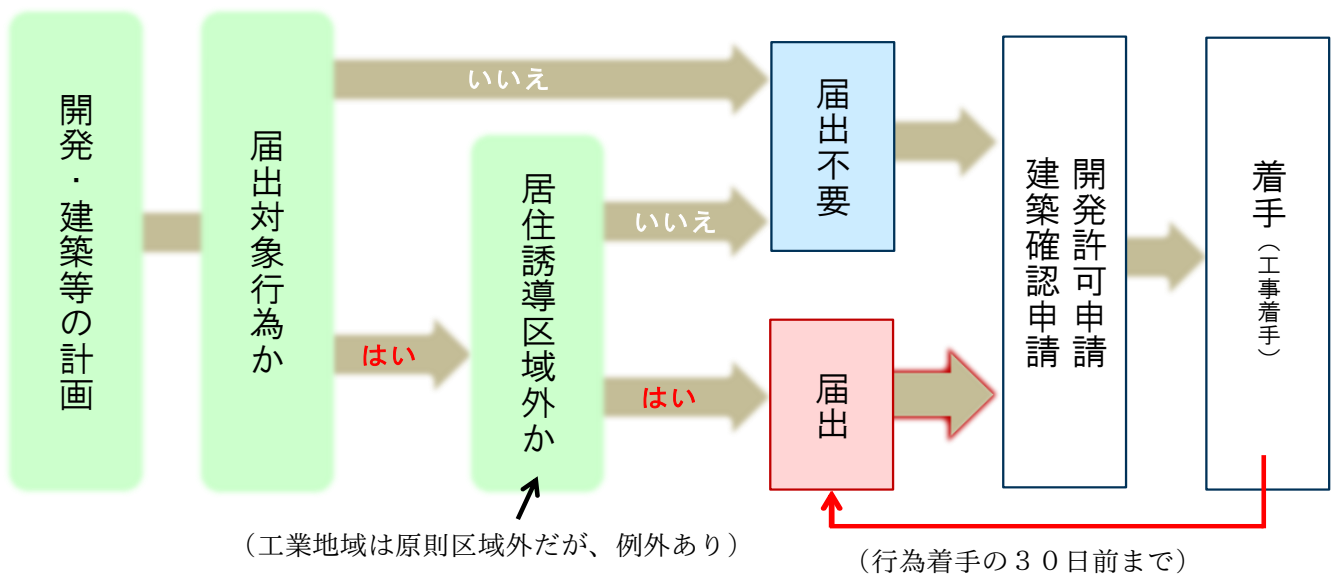 開発・建築等の計画
届出対象行為か
いいえ
はい
居住誘導区域外か
いいえ
はい
届出不要
届出
開発許可申請
建築確認申請
着手（工事着手）
（工業地域は原則区域外だが、例外あり）
（行為着手の３０日前まで）